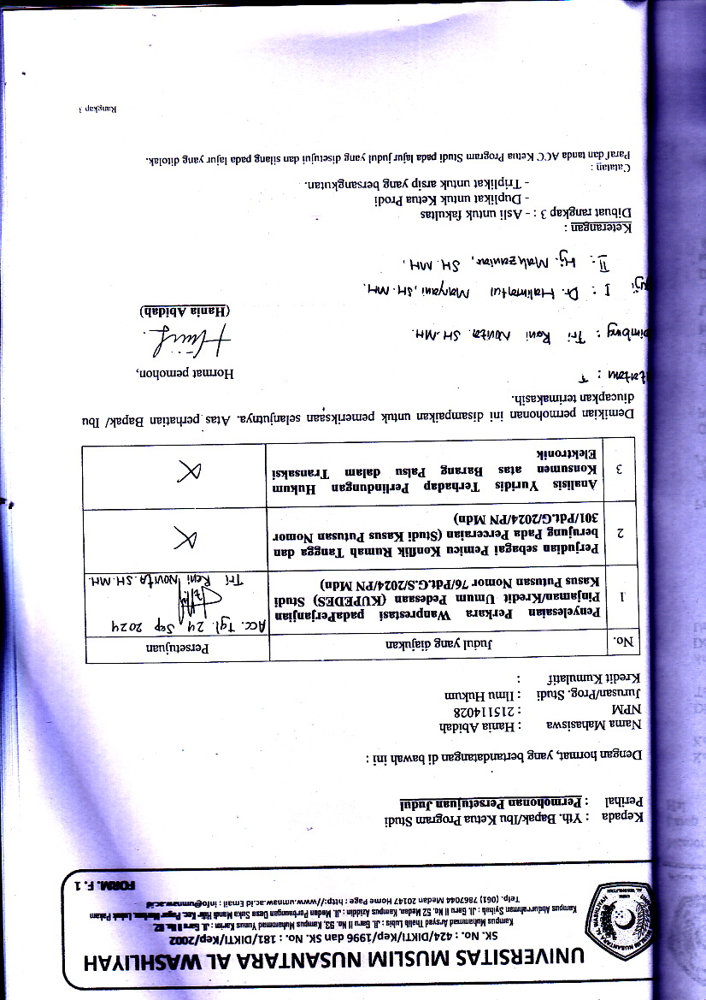 UNIVERSITAS MUSLIM NUSANTARA AL WASHLIYAH
SK. No. : 424/DIKTI/Kep/1996 dan SK. No. : 181/DIKTI/Kep/2002
Kampus Muhammad Arsyad Thalib Lubis : Jl. Garu II No. 93, Kampus Muhammad Yunus Karim : Jl. Garu II No. 02,
Kampus Abdurrahman Syihab : Jl. Garu II No. 52 Medan, Kampus Ariddin : Jl. Medan Perbaungan Desa Suka Mandi Hilir Kec. Pagar Merbau, Lubuk Pakam
Telp. (061) 7867044 Medan 20147 Home Page : http://www.umnaw.ac.id Email : info@umnaw.ac.id
FORM. F. 1
Kepada : Yth. Bapak/Ibu Ketua Program Studi
Perihal : Permohonan Persetujuan Judul
Dengan hormat, yang bertandatangan di bawah ini :
Nama Mahasiswa : Hania Abidah
NPM : 215114028
Jurusan/Prog. Studi : Ilmu Hukum
Kredit Kumulatif :
No. Judul yang diajukan Persetujuan
1 Penyelesaian Perkara Wanprestasi padaPerjanjian
Pinjaman/Kredit Umum Pedesaan (KUPEDES) Studi
Kasus Putusan Nomor 76/Pdt.G.S/2024/PN Mdn)
Acc. Tgl. 24 Sep 2024
Tri Reni Novita. SH. MH.
2 Perjudian sebagai Pemicu Konflik Rumah Tangga dan
berujung Pada Perceraian (Studi Kasus Putusan Nomor
301/Pdt.G/2024/PN Mdn)
3 Analisis Yuridis Terhadap Perlindungan Hukum
Konsumen atas Barang Palsu dalam Transaksi
Elektronik
Demikian permohonan ini disampaikan untuk pemeriksaan selanjutnya. Atas perhatian Bapak/ Ibu
diucapkan terimakasih.
Hormat pemohon,
(Hania Abidah)
Tri Reni Novita. SH. MH.
I : Dr. Halimatul Maryani, SH. MH.
II : Hj. Mahzaniar, SH. MH.
Keterangan :
Dibuat rangkap 3 : - Asli untuk fakultas
- Duplikat untuk Ketua Prodi
- Triplikat untuk arsip yang bersangkutan.
Catatan :
Paraf dan tanda ACC Ketua Program Studi pada lajur judul yang disetujui dan silang pada lajur yang ditolak.
Rangkap 3